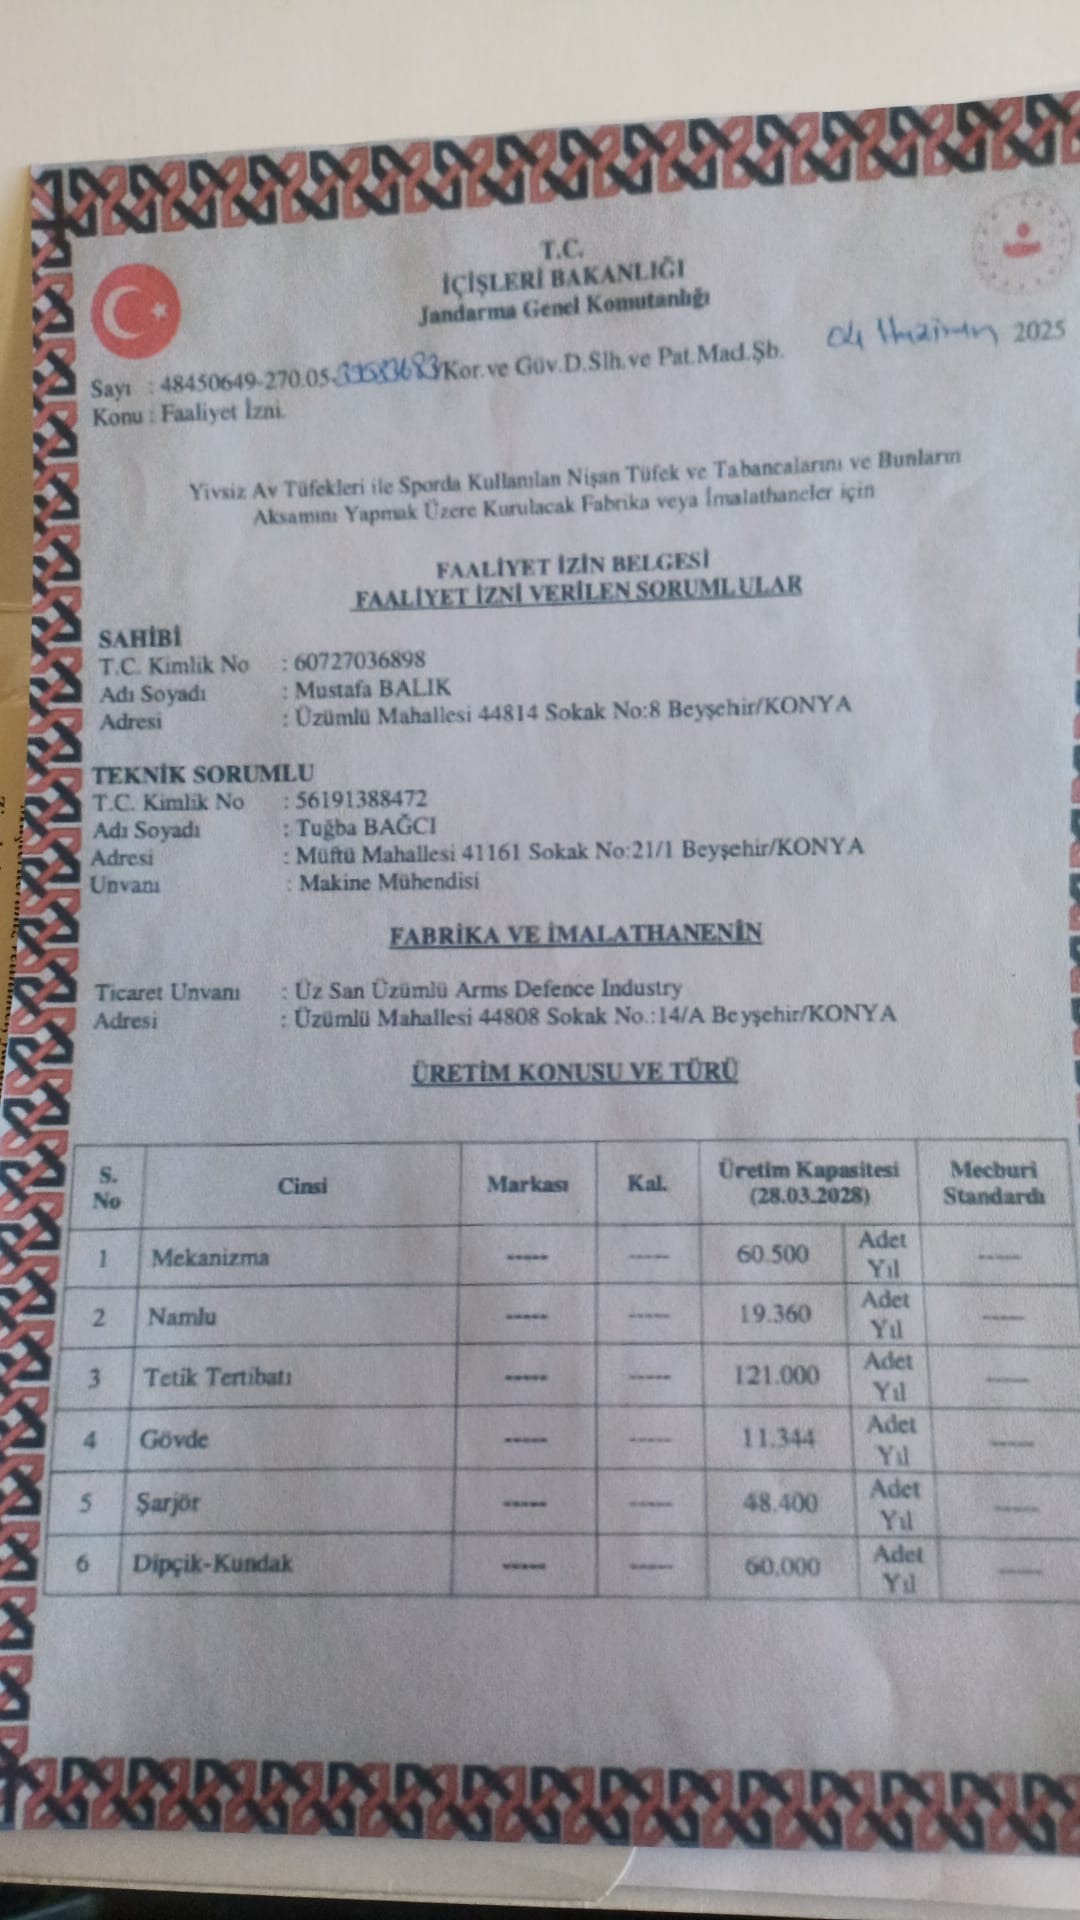 T.C.
İÇİŞLERİ BAKANLIĞI
Jandarma Genel Komutanlığı
04 Haziran 2025
Sayı : 48450649-270.05-39583683/Kor.ve Güv.D.Slh.ve Pat.Mad.Şb.
Konu : Faaliyet İzni.
Yivsiz Av Tüfekleri ile Sporda Kullanılan Nişan Tüfek ve Tabancalarını ve Bunların
Aksamını Yapmak Üzere Kurulacak Fabrika veya İmalathaneler için
FAALİYET İZİN BELGESİ
FAALİYET İZNİ VERİLEN SORUMLULAR
SAHİBİ
T.C. Kimlik No : 60727036898
Adı Soyadı : Mustafa BALIK
Adresi : Üzümlü Mahallesi 44814 Sokak No:8 Beyşehir/KONYA
TEKNİK SORUMLU
T.C. Kimlik No : 56191388472
Adı Soyadı : Tuğba BAĞCI
Adresi : Müftü Mahallesi 41161 Sokak No:21/1 Beyşehir/KONYA
Unvanı : Makine Mühendisi
FABRİKA VE İMALATHANENİN
Ticaret Unvanı : Üz San Üzümlü Arms Defence Industry
Adresi : Üzümlü Mahallesi 44808 Sokak No.:14/A Beyşehir/KONYA
ÜRETİM KONUSU VE TÜRÜ
S. No Cinsi Markası Kal. Üretim Kapasitesi (28.03.2028) Mecburi Standardı
1 Mekanizma ----- ----- 60.500 Adet Yıl -----
2 Namlu ----- ----- 19.360 Adet Yıl -----
3 Tetik Tertibatı ----- ----- 121.000 Adet Yıl -----
4 Gövde ----- ----- 11.344 Adet Yıl -----
5 Şarjör ----- ----- 48.400 Adet Yıl -----
6 Dipçik-Kundak ----- ----- 60.000 Adet Yıl -----